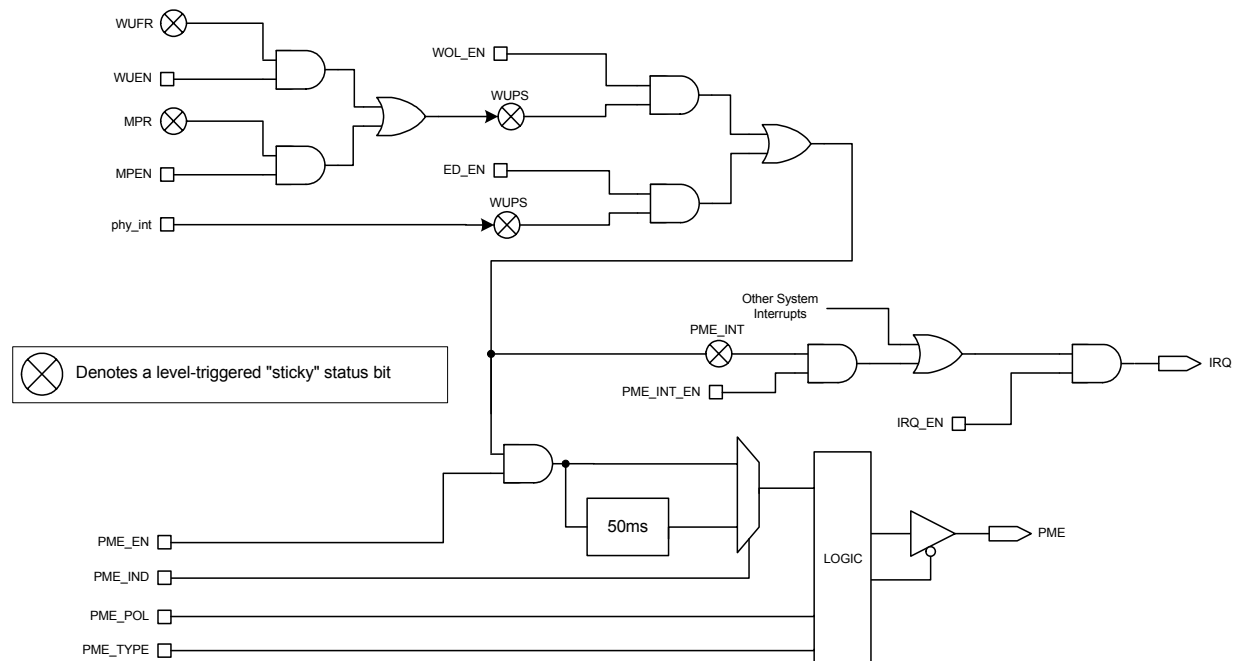 WUFR
WUEN
MPR
MPEN
phy_int
WOL_EN
WUPS
ED_EN
WUPS
Other System
Interrupts
PME_INT
PME_INT_EN
IRQ
IRQ_EN
Denotes a level-triggered "sticky" status bit
50ms
LOGIC
PME
PME_EN
PME_IND
PME_POL
PME_TYPE